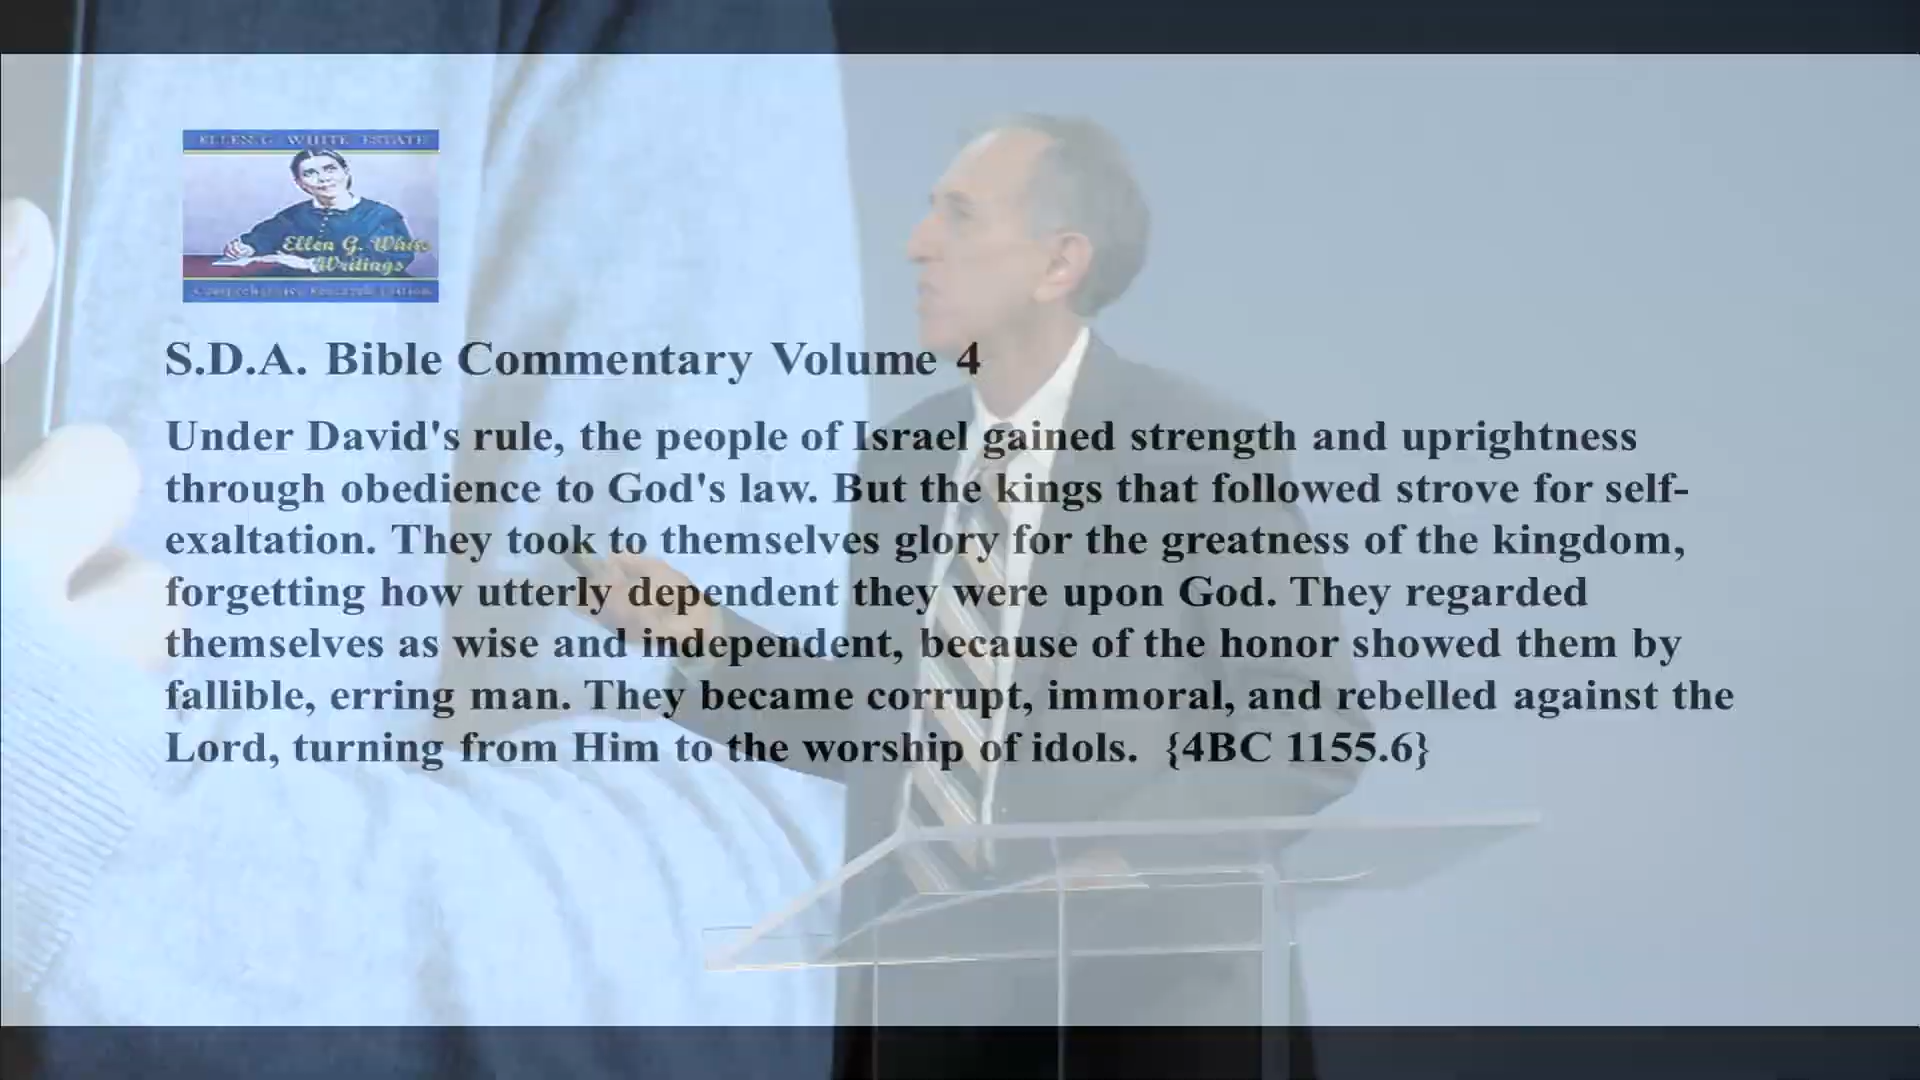 ELLEN G. WHITE ESTATE
Ellen G. White
Writings
Comprehensive Research Edition
S.D.A. Bible Commentary Volume 4
Under David's rule, the people of Israel gained strength and uprightness
through obedience to God's law. But the kings that followed strove for self-
exaltation. They took to themselves glory for the greatness of the kingdom,
forgetting how utterly dependent they were upon God. They regarded
themselves as wise and independent, because of the honor showed them by
fallible, erring man. They became corrupt, immoral, and rebelled against the
Lord, turning from Him to the worship of idols.  {4BC 1155.6}